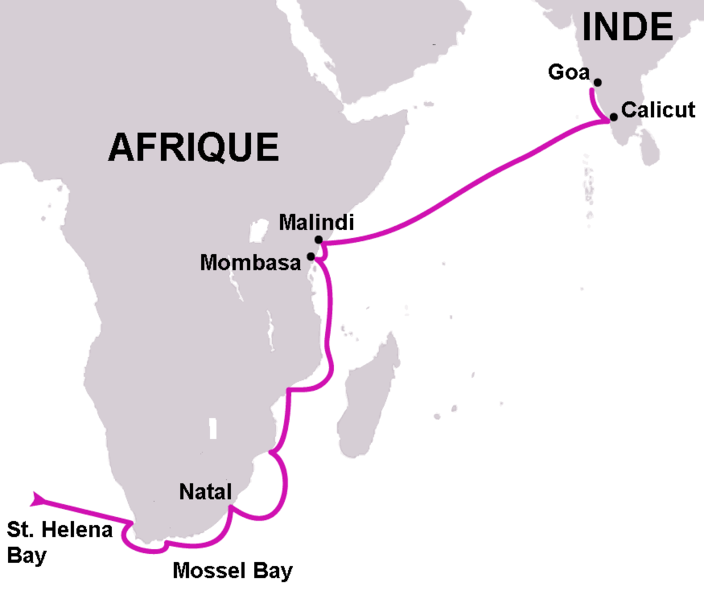 INDE
Goa
Calicut
AFRIQUE
Malindi
Mombasa
Natal
St. Helena
Bay
Mossel Bay